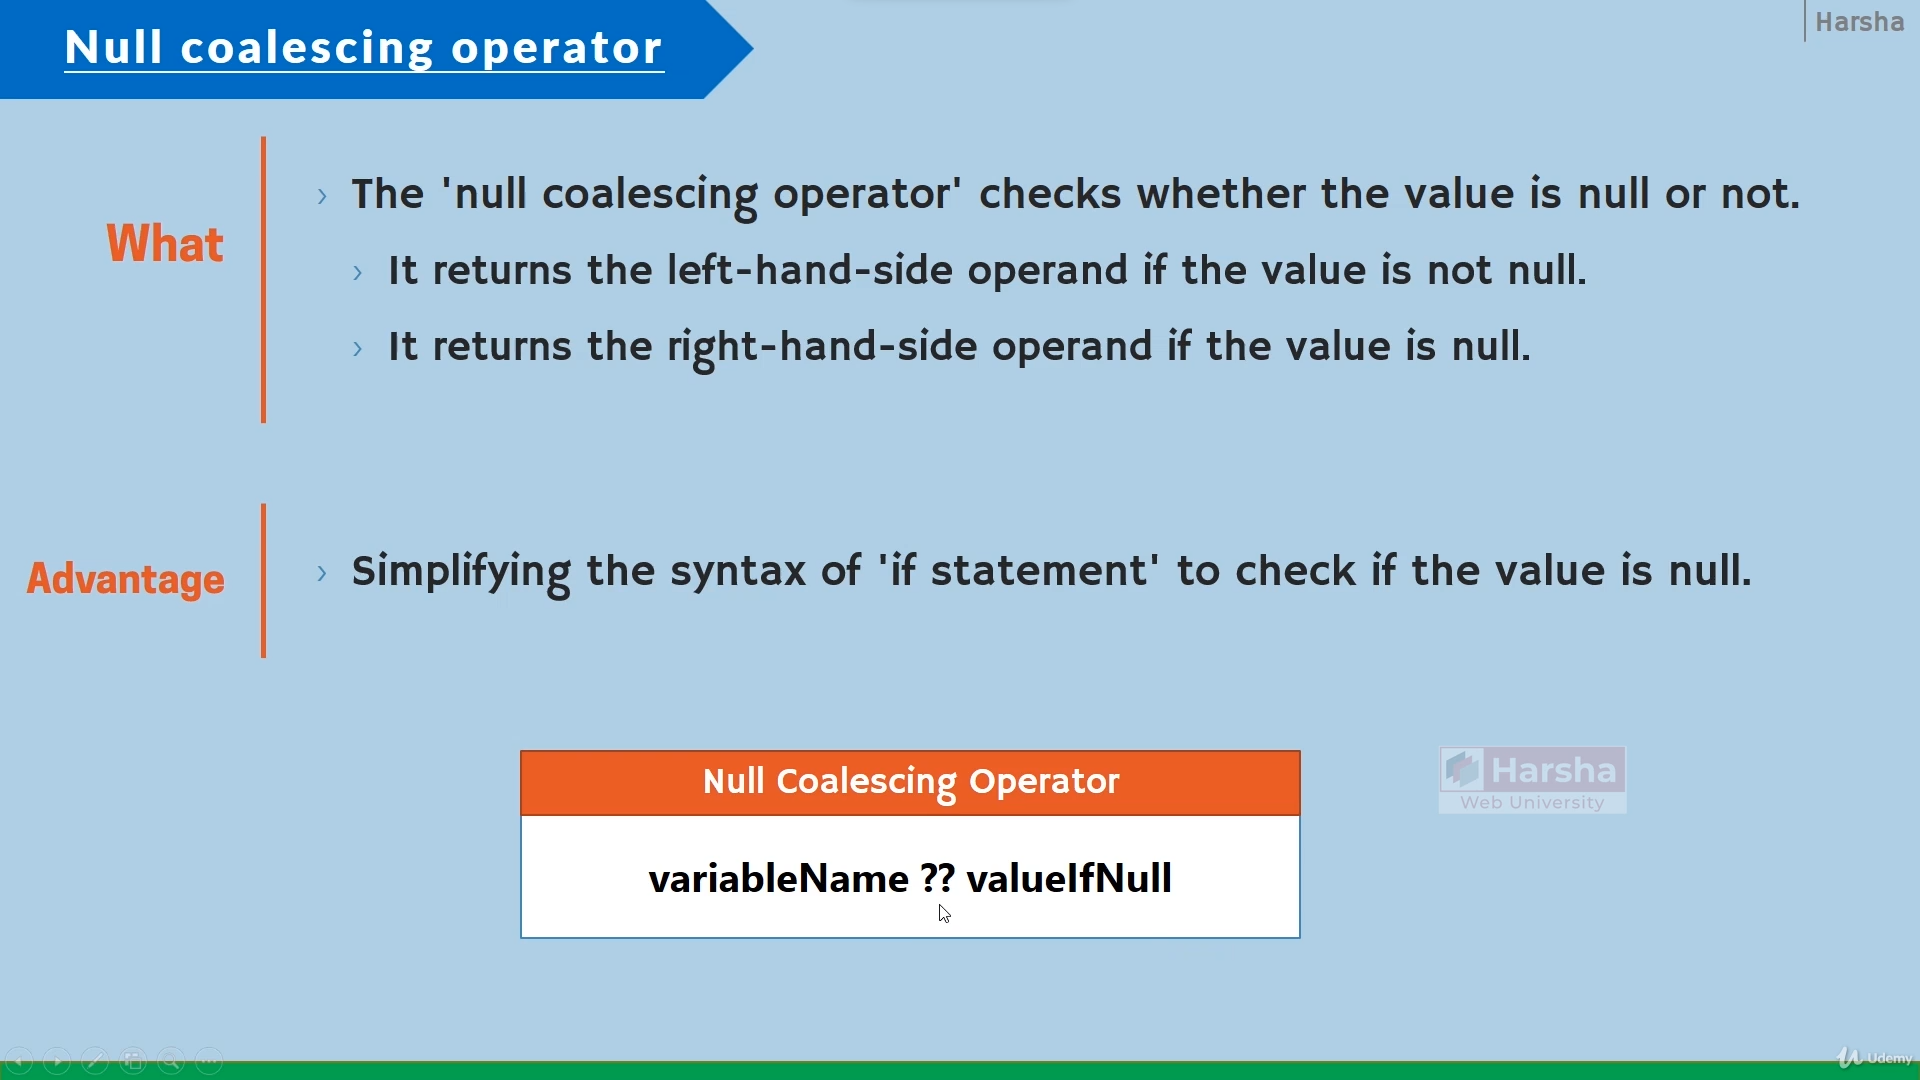 Null coalescing operator
Harsha
What
› The 'null coalescing operator' checks whether the value is null or not.
› It returns the left-hand-side operand if the value is not null.
› It returns the right-hand-side operand if the value is null.
Advantage
› Simplifying the syntax of 'if statement' to check if the value is null.
Null Coalescing Operator
variableName ?? valueIfNull
Harsha
Web University
Udemy